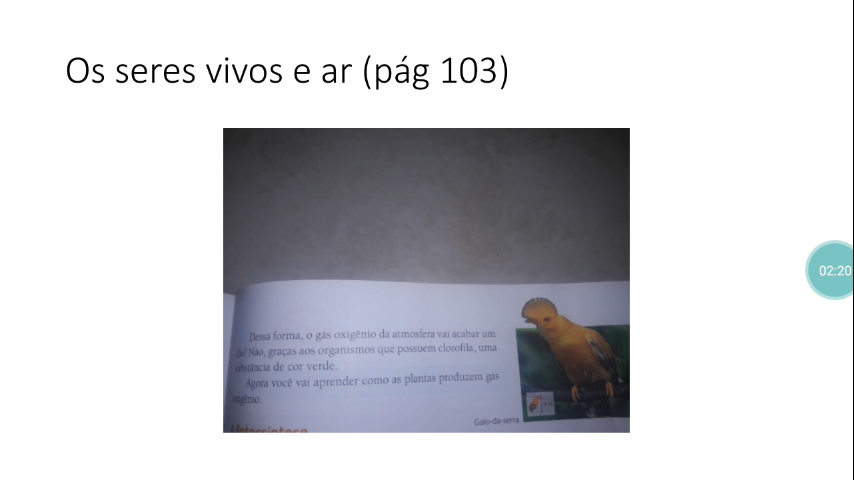 Os seres vivos e ar (pág 103)
02:20
Dessa forma, o gás oxigênio da atmosfera vai acabar um
dia? Não, graças aos organismos que possuem clorofila, uma
substância de cor verde.
Agora você vai aprender como as plantas produzem gás
oxigênio.
Galo-da-serra.